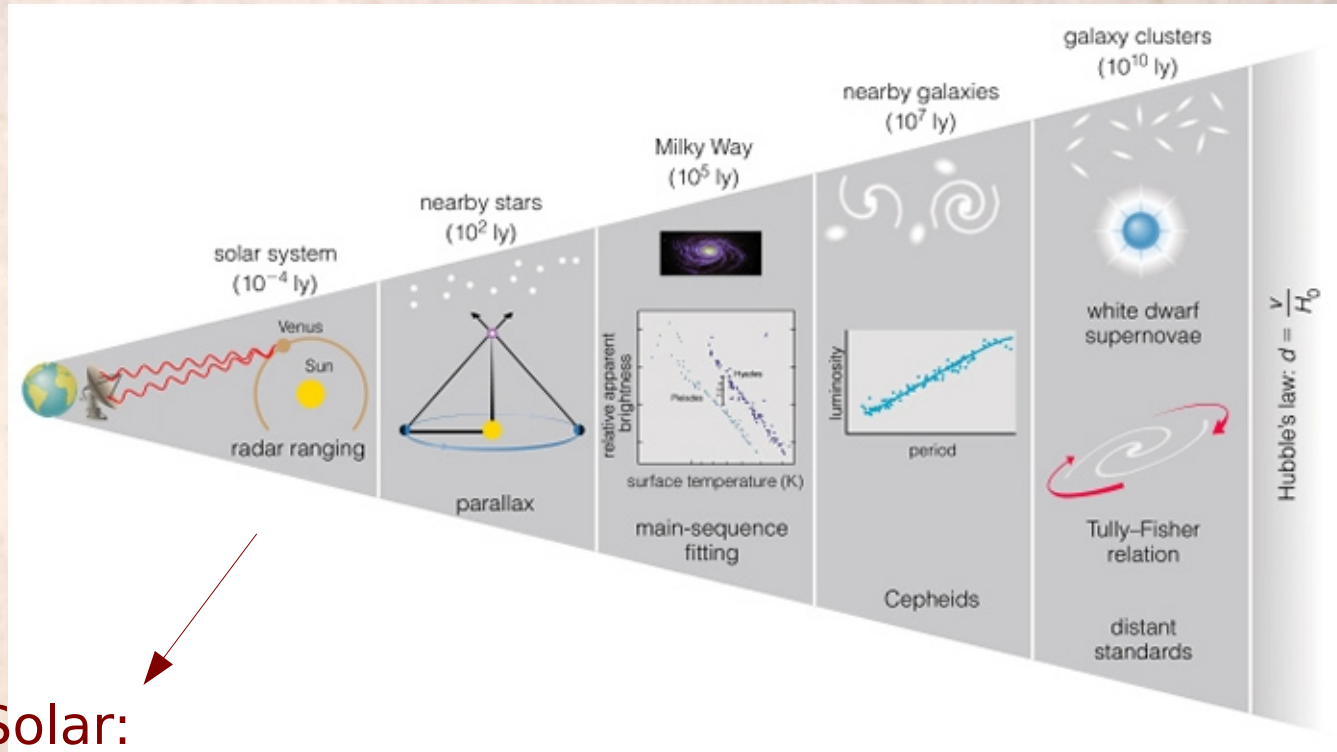 galaxy clusters
(10¹⁰ ly)
nearby galaxies
(10⁷ ly)
Milky Way
(10⁵ ly)
nearby stars
(10² ly)
solar system
(10⁻⁴ ly)
Venus
Sun
radar ranging
parallax
relative apparent
brightness
Hyades
Pleiades
surface temperature (K)
main-sequence
fitting
luminosity
period
Cepheids
white dwarf
supernovae
Tully–Fisher
relation
distant
standards
Hubble's law: d = v/H₀
Solar: